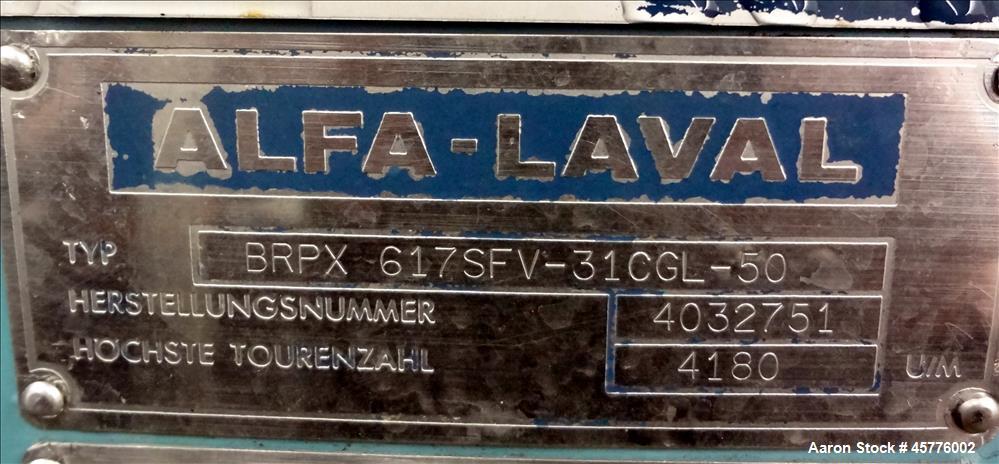 ALFA-LAVAL
TYP BRPX 617SFV-31CGL-50
HERSTELLUNGSNUMMER 4032751
HÖCHSTE TOURENZAHL 4180 U/M
Aaron Stock # 45776002